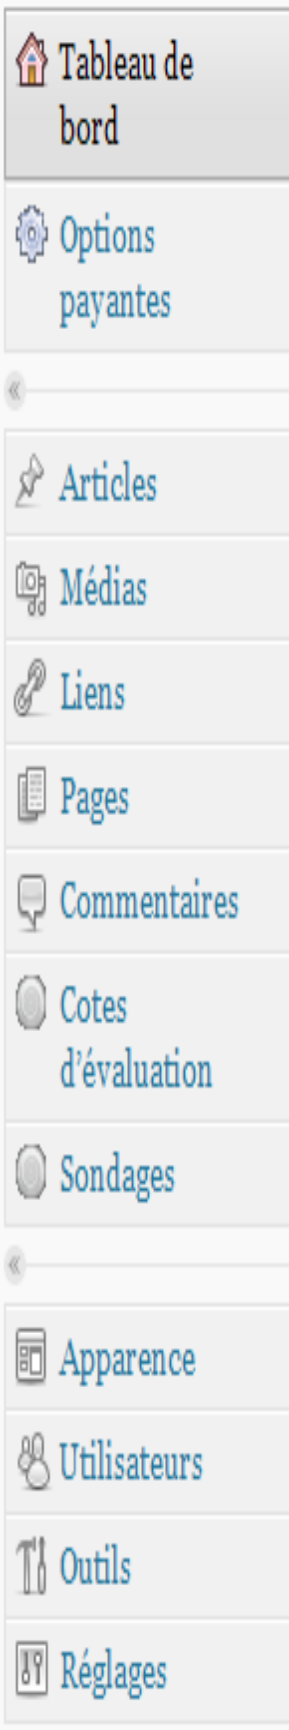 Tableau de
bord
Options
payantes
Articles
Médias
Liens
Pages
Commentaires
Cotes
d’évaluation
Sondages
Apparence
Utilisateurs
Outils
Réglages